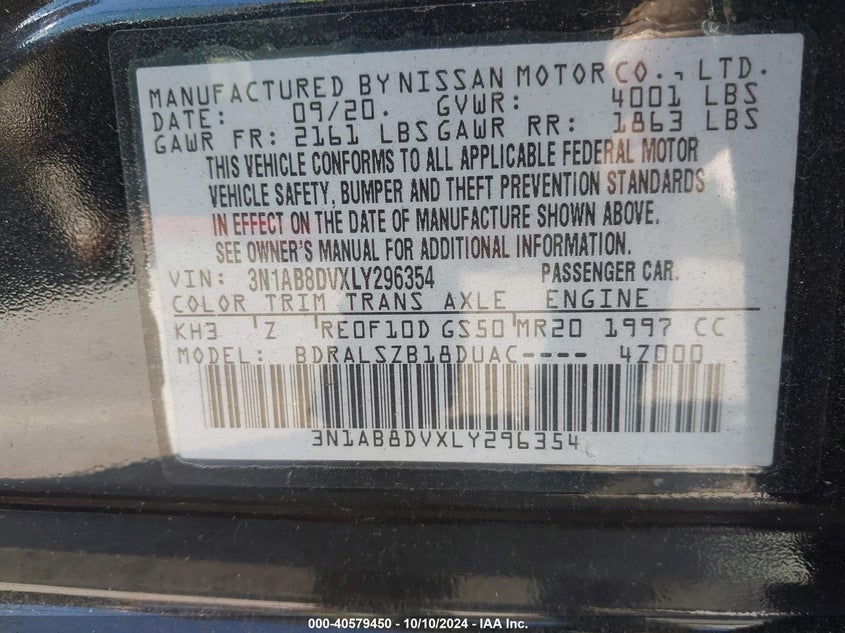 MANUFACTURED BY NISSAN MOTOR CO., LTD.
DATE: 09/20. GVWR: 4001 LBS
GAWR FR: 2161 LBS GAWR RR: 1863 LBS
THIS VEHICLE CONFORMS TO ALL APPLICABLE FEDERAL MOTOR
VEHICLE SAFETY, BUMPER AND THEFT PREVENTION STANDARDS
IN EFFECT ON THE DATE OF MANUFACTURE SHOWN ABOVE.
SEE OWNER'S MANUAL FOR ADDITIONAL INFORMATION.
VIN: 3N1AB8DVXLY296354 PASSENGER CAR.
COLOR TRIM TRANS AXLE ENGINE
KH3 Z RE0F10D GS50 MR20 1997 CC
MODEL: BDRALSZB18DUAC---- 4Z000
3N1AB8DVXLY296354
000-40579450 - 10/10/2024 - IAA Inc.